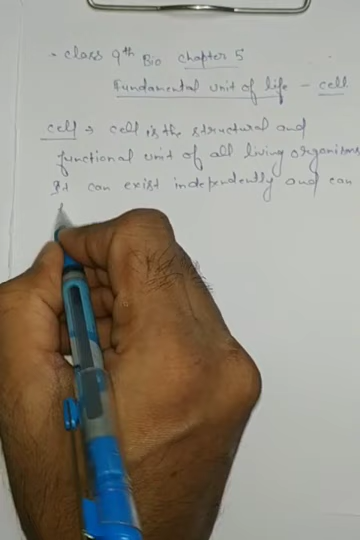 - Class 9th Bio chapter 5
Fundamental unit of life - cell
cell → cell is the structural and
functional unit of all living organisms
It can exist independently and can